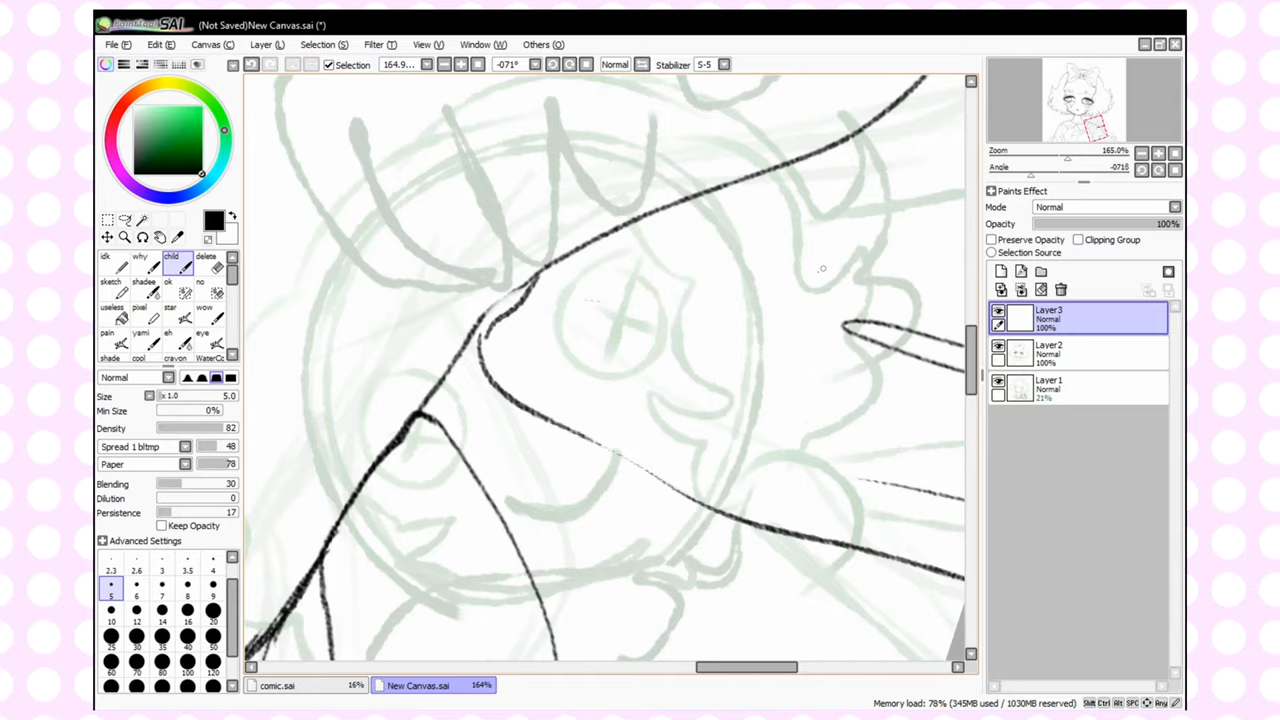 PaintTool SAI (Not Saved)New Canvas.sai (*)
File (F) Edit (E) Canvas (C) Layer (L) Selection (S) Filter (T) View (V) Window (W) Others (O)
Selection 164.9... -071° Normal Stabilizer S-5
Zoom 165.0%
Angle -071§
Paints Effect
Mode Normal
Opacity 100%
Preserve Opacity Clipping Group
Selection Source
Layer3
Normal
100%
Layer2
Normal
100%
Layer1
Normal
21%
idk why child delete
sketch shadee ok no
useless pixel star wow
pain yami eh eye
shade cool crayon WaterCo
Normal
Size x 1.0 5.0
Min Size 0%
Density 82
Spread 1 bltmp 48
Paper 78
Blending 30
Dilution 0
Persistence 17
Keep Opacity
Advanced Settings
2.3 2.6 3 3.5 4
5 6 7 8 9
10 12 14 16 20
25 30 35 40 50
60 70 80 100 120
comic.sai 16% New Canvas.sai 164%
Memory load: 78% (345MB used / 1030MB reserved) Shift Ctrl Alt SPC Any